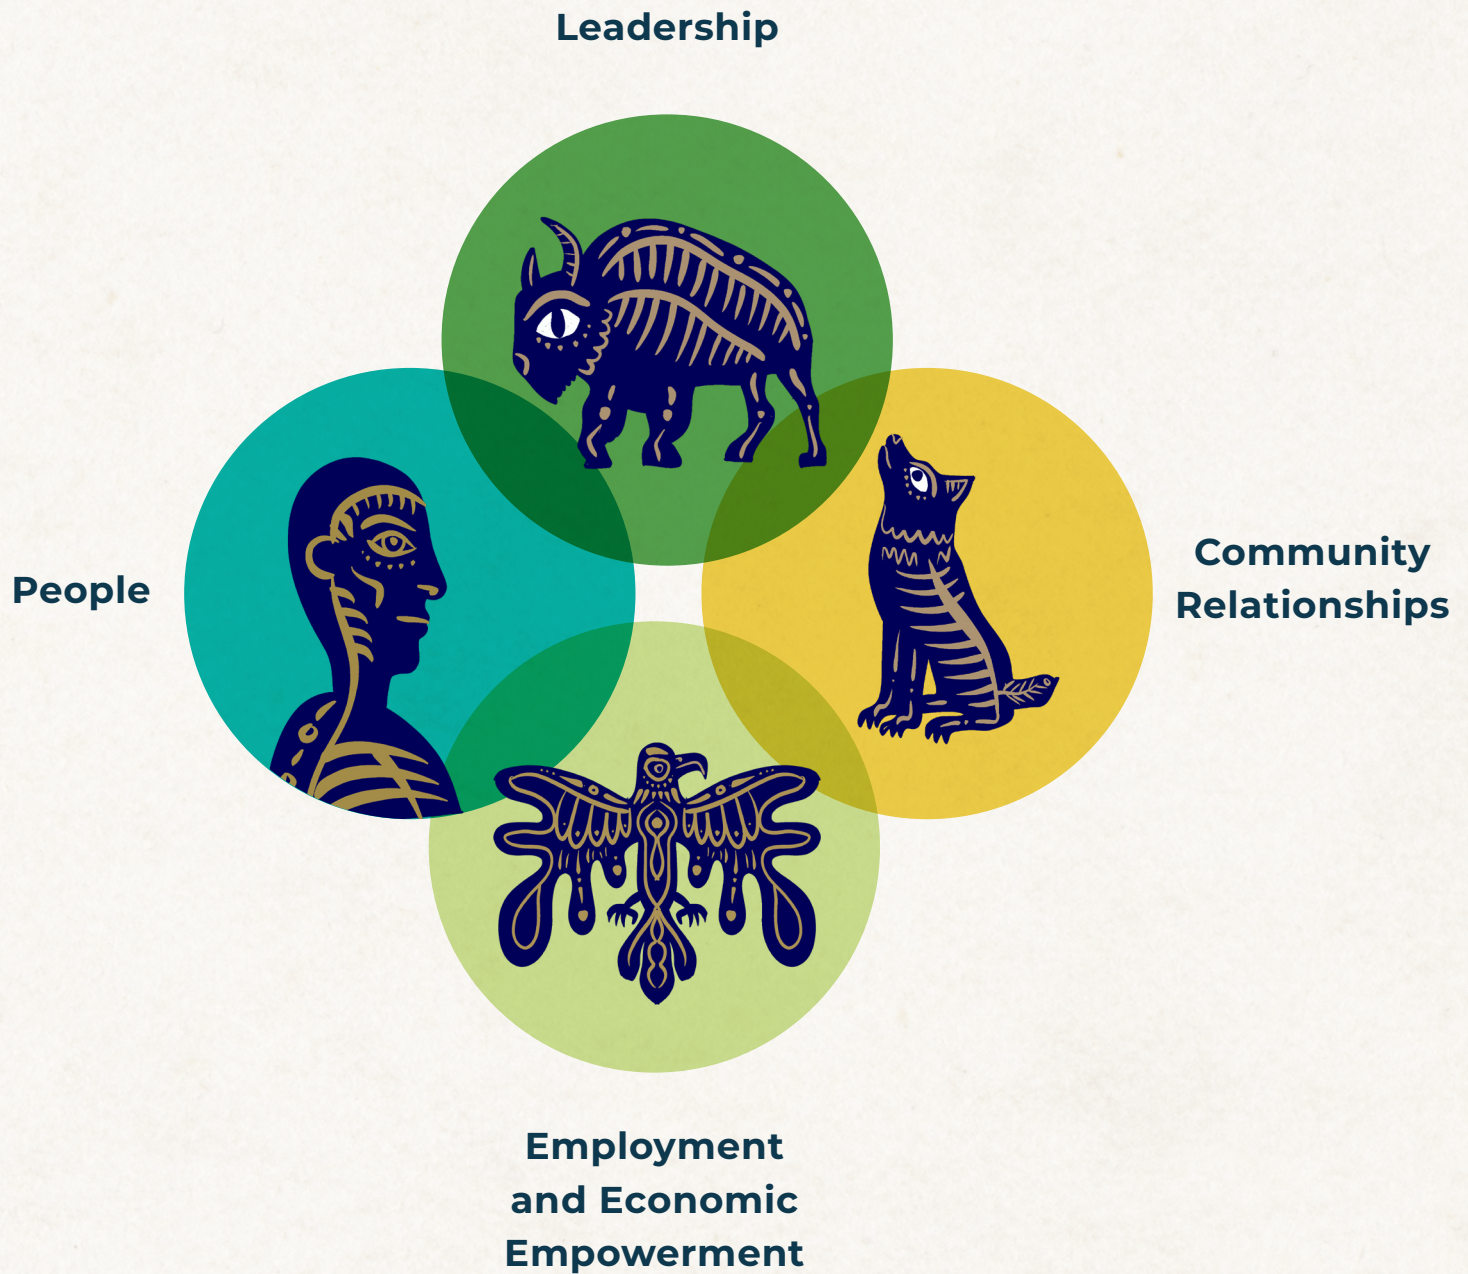 Leadership
People
Community
Relationships
Employment
and Economic
Empowerment